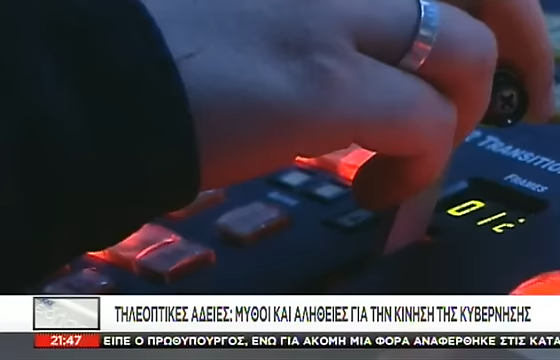 TRANSITION
FRAMES
ΤΗΛΕΟΠΤΙΚΕΣ ΑΔΕΙΕΣ: ΜΥΘΟΙ ΚΑΙ ΑΛΗΘΕΙΕΣ ΓΙΑ ΤΗΝ ΚΙΝΗΣΗ ΤΗΣ ΚΥΒΕΡΝΗΣΗΣ
21:47 ΕΙΠΕ Ο ΠΡΩΘΥΠΟΥΡΓΟΣ, ΕΝΩ ΓΙΑ ΑΚΟΜΗ ΜΙΑ ΦΟΡΑ ΑΝΑΦΕΡΘΗΚΕ ΣΤΙΣ